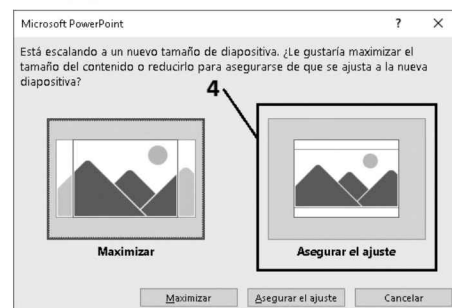 Microsoft PowerPoint ? ×
Está escalando a un nuevo tamaño de diapositiva. ¿Le gustaría maximizar el
tamaño del contenido o reducirlo para asegurarse de que se ajusta a la nueva
diapositiva?
4
Maximizar Asegurar el ajuste
Maximizar Asegurar el ajuste Cancelar